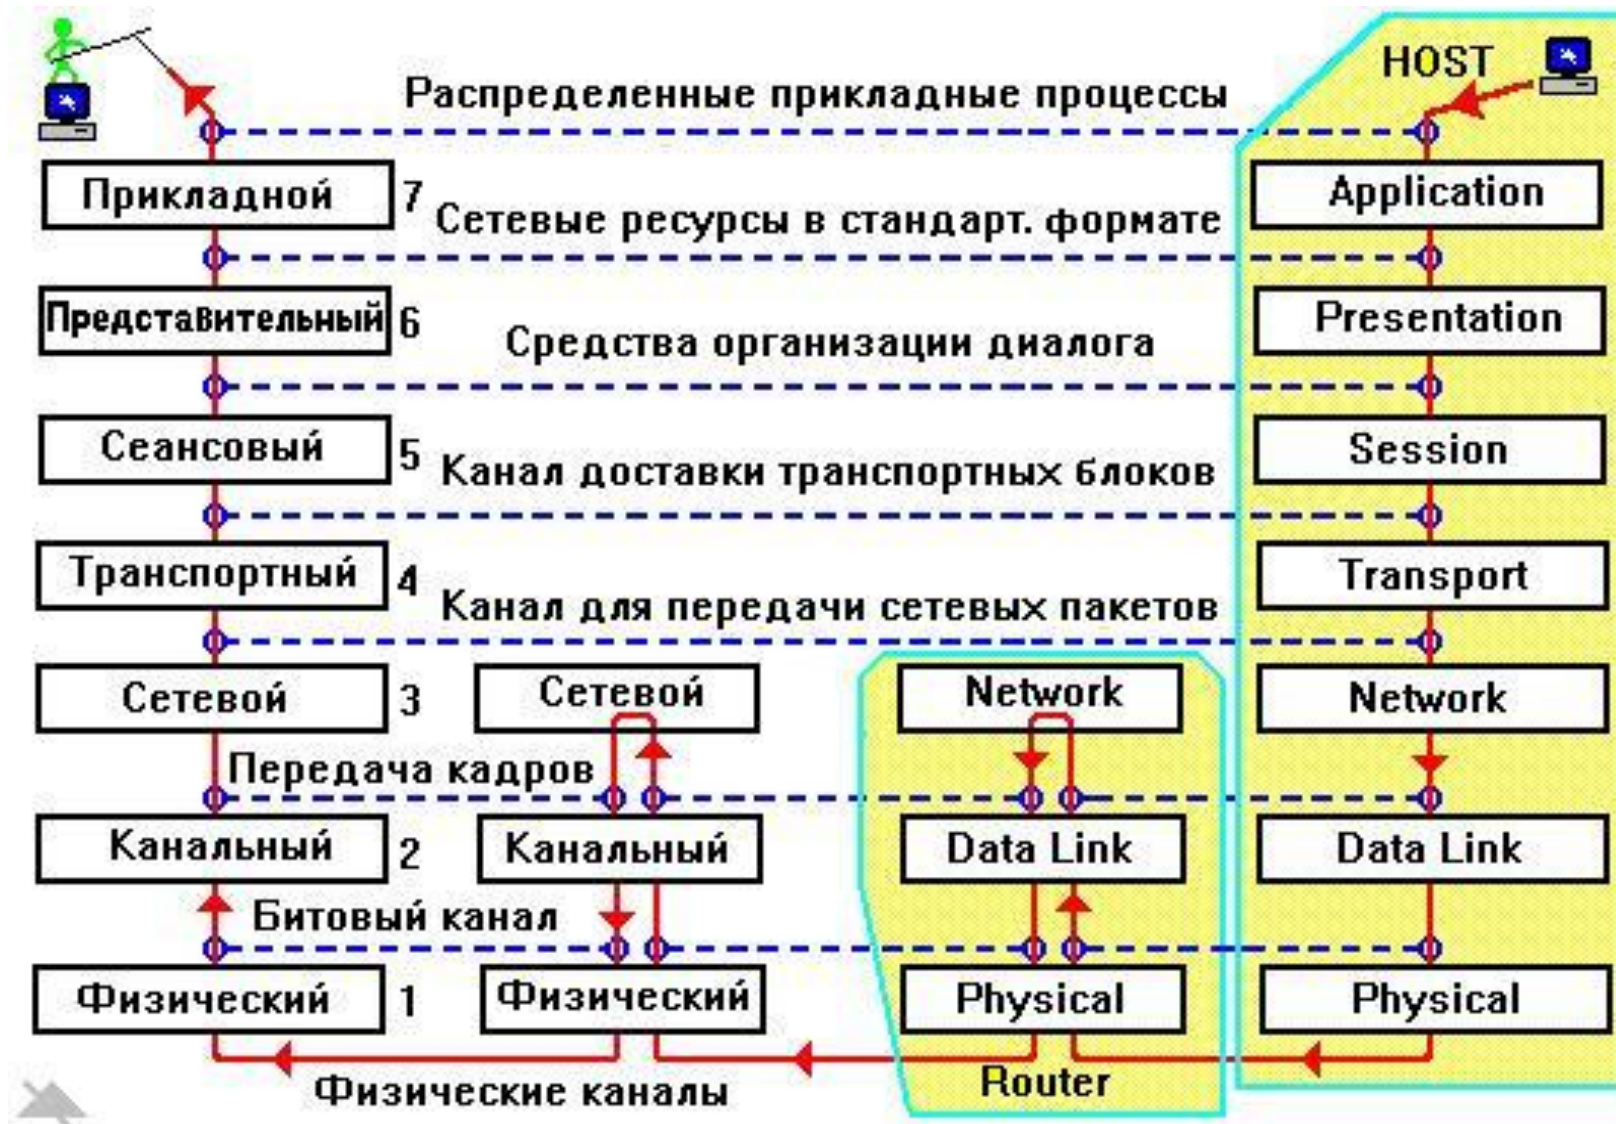 HOST
Распределенные прикладные процессы
Прикладной 7 Application
Сетевые ресурсы в стандарт. формате
Представительный 6 Presentation
Средства организации диалога
Сеансовый 5 Session
Канал доставки транспортных блоков
Транспортный 4 Transport
Канал для передачи сетевых пакетов
Сетевой 3 Сетевой Network Network
Передача кадров
Канальный 2 Канальный Data Link Data Link
Битовый канал
Физический 1 Физический Physical Physical
Физические каналы
Router